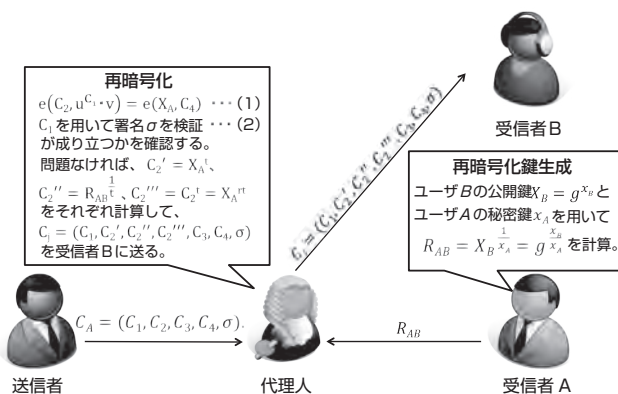 再暗号化
e(C₂, u^{C₁}・v) = e(X_A, C₄) ・・・(1)
C₁を用いて署名σを検証・・・(2)
が成り立つかを確認する。
問題なければ、C₂′ = X_A^t、
C₂″ = R_{AB}^{1/t}、C₂‴ = C₂^t = X_A^{rt}
をそれぞれ計算して、
C_j = (C₁, C₂′, C₂″, C₂‴, C₃, C₄, σ)
を受信者Bに送る。
受信者B
再暗号化鍵生成
ユーザBの公開鍵X_B = g^{x_B}と
ユーザAの秘密鍵x_Aを用いて
R_{AB} = X_B^{1/x_A} = g^{x_B/x_A}を計算。
= (C₁, C₂′, C₂″, C₂‴, C₃, C₄, σ)
C_A = (C₁, C₂, C₃, C₄, σ).
R_{AB}
送信者
代理人
受信者 A